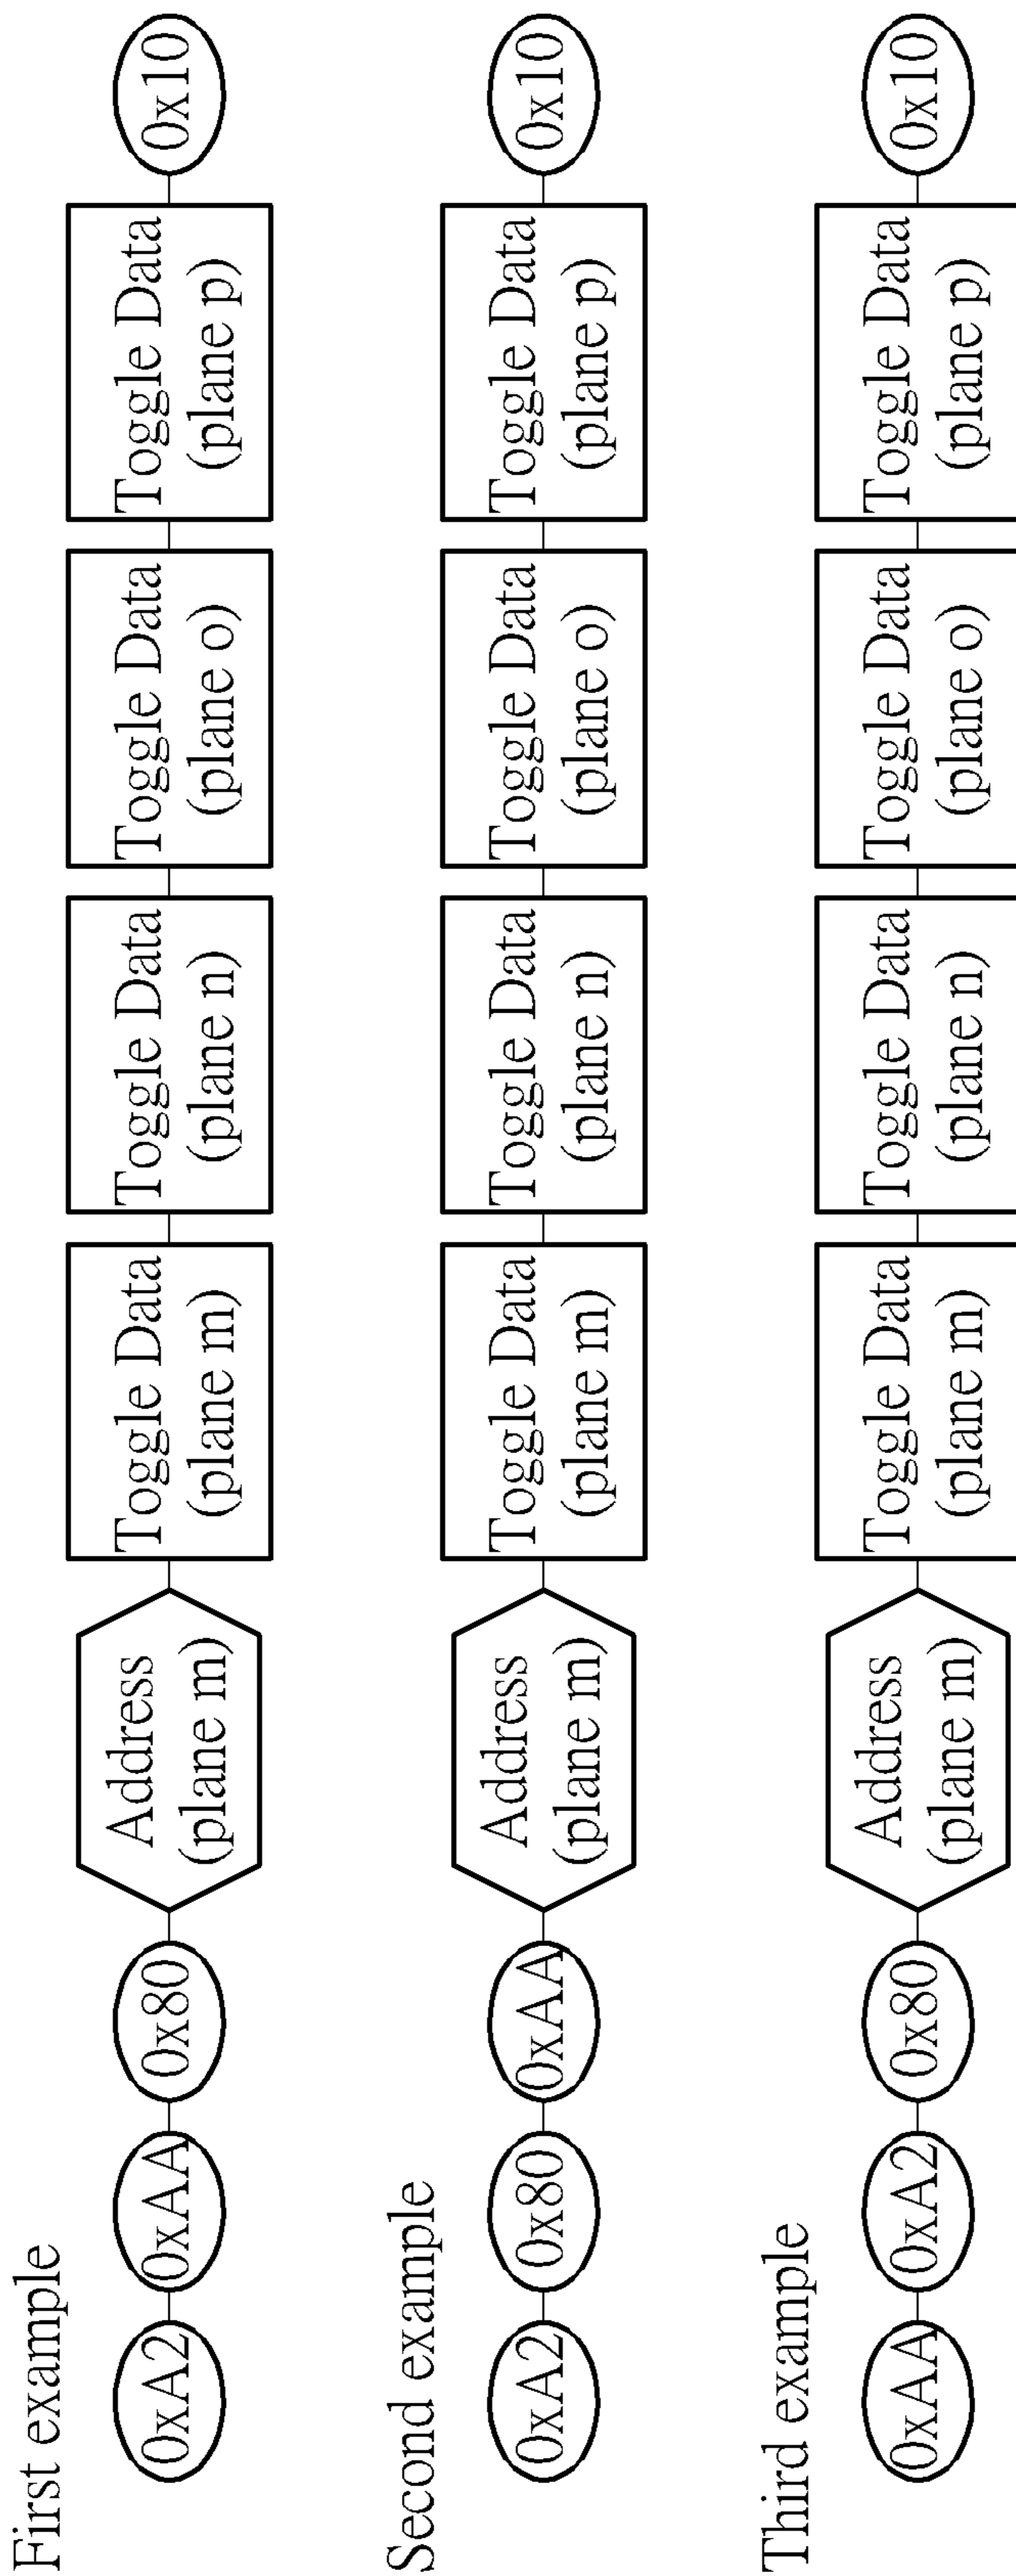 First example
0xA2
0xAA
0x80
Address
(plane m)
Toggle Data
(plane m)
Toggle Data
(plane n)
Toggle Data
(plane o)
Toggle Data
(plane p)
0x10
Second example
0xA2
0x80
0xAA
Address
(plane m)
Toggle Data
(plane m)
Toggle Data
(plane n)
Toggle Data
(plane o)
Toggle Data
(plane p)
0x10
Third example
0xAA
0xA2
0x80
Address
(plane m)
Toggle Data
(plane m)
Toggle Data
(plane n)
Toggle Data
(plane o)
Toggle Data
(plane p)
0x10